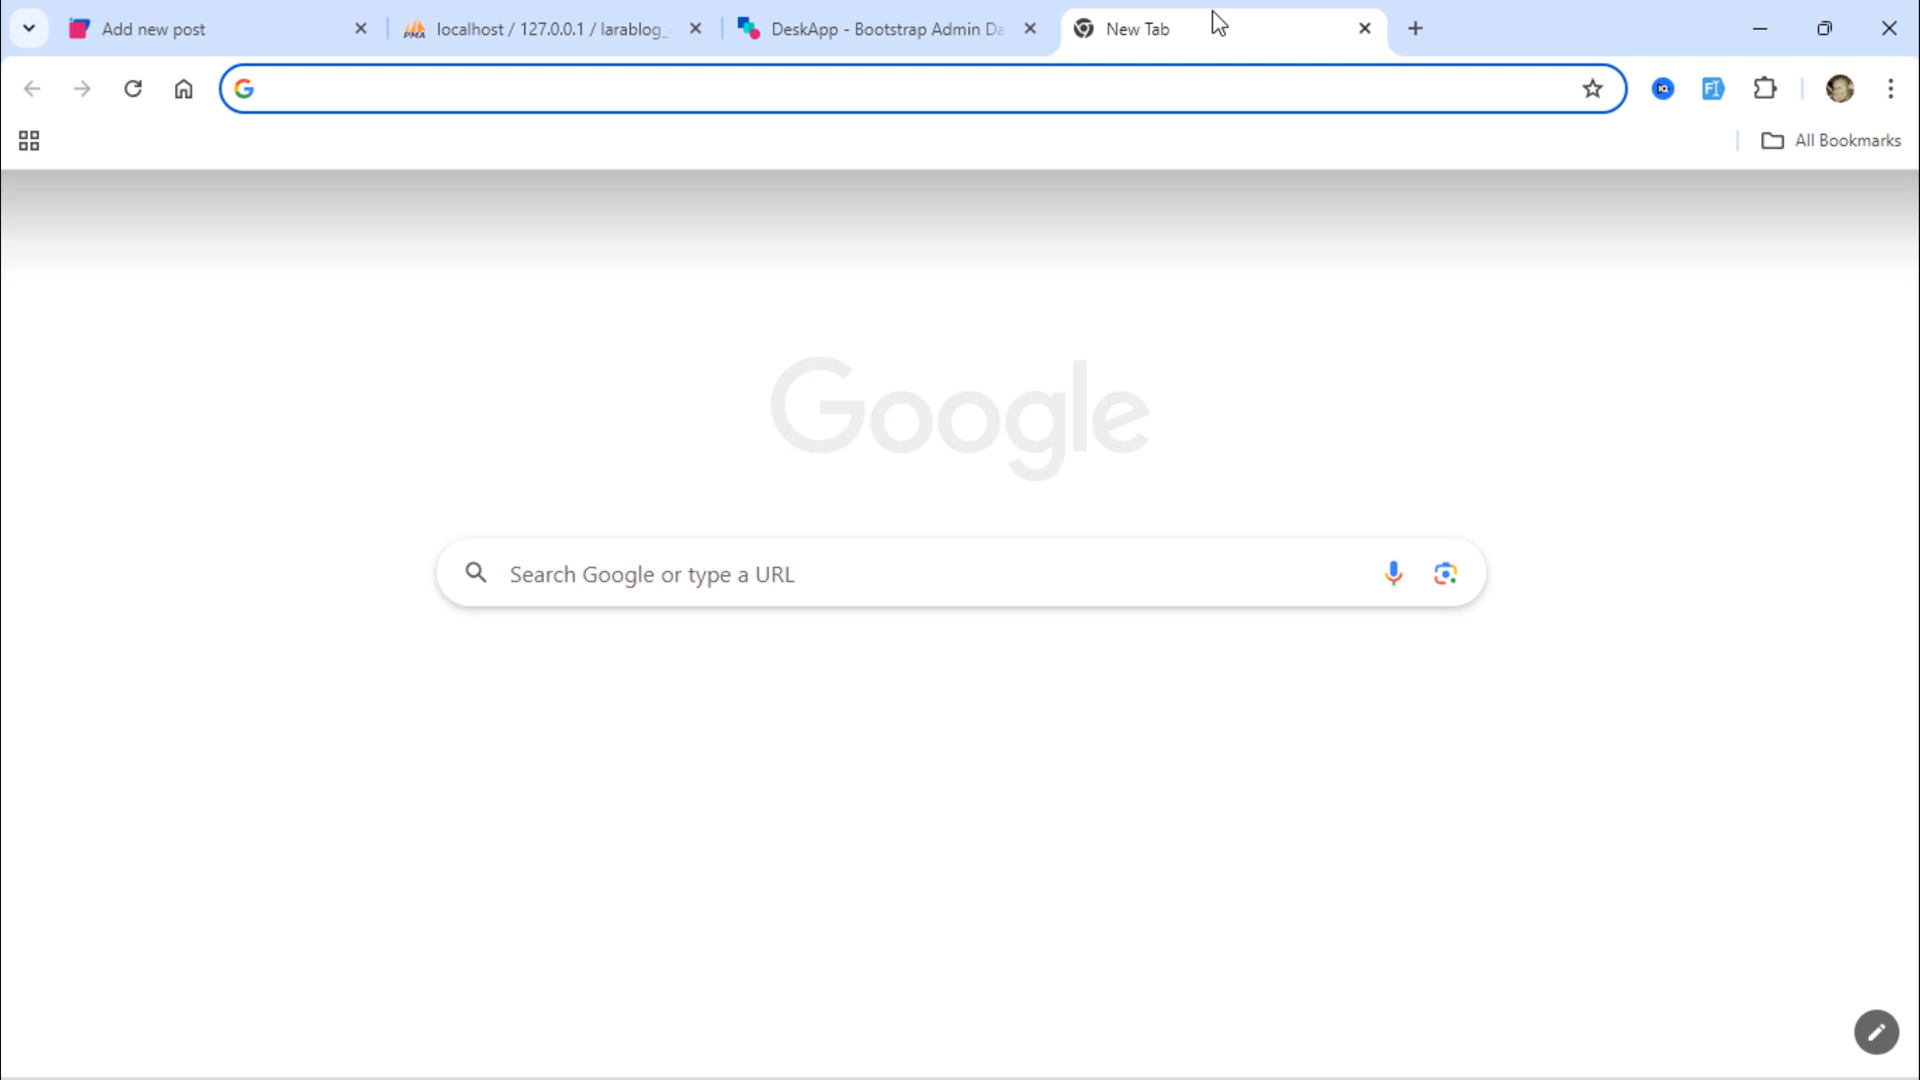 Add new post
localhost / 127.0.0.1 / larablog_
DeskApp - Bootstrap Admin Da
New Tab
All Bookmarks
Google
Search Google or type a URL